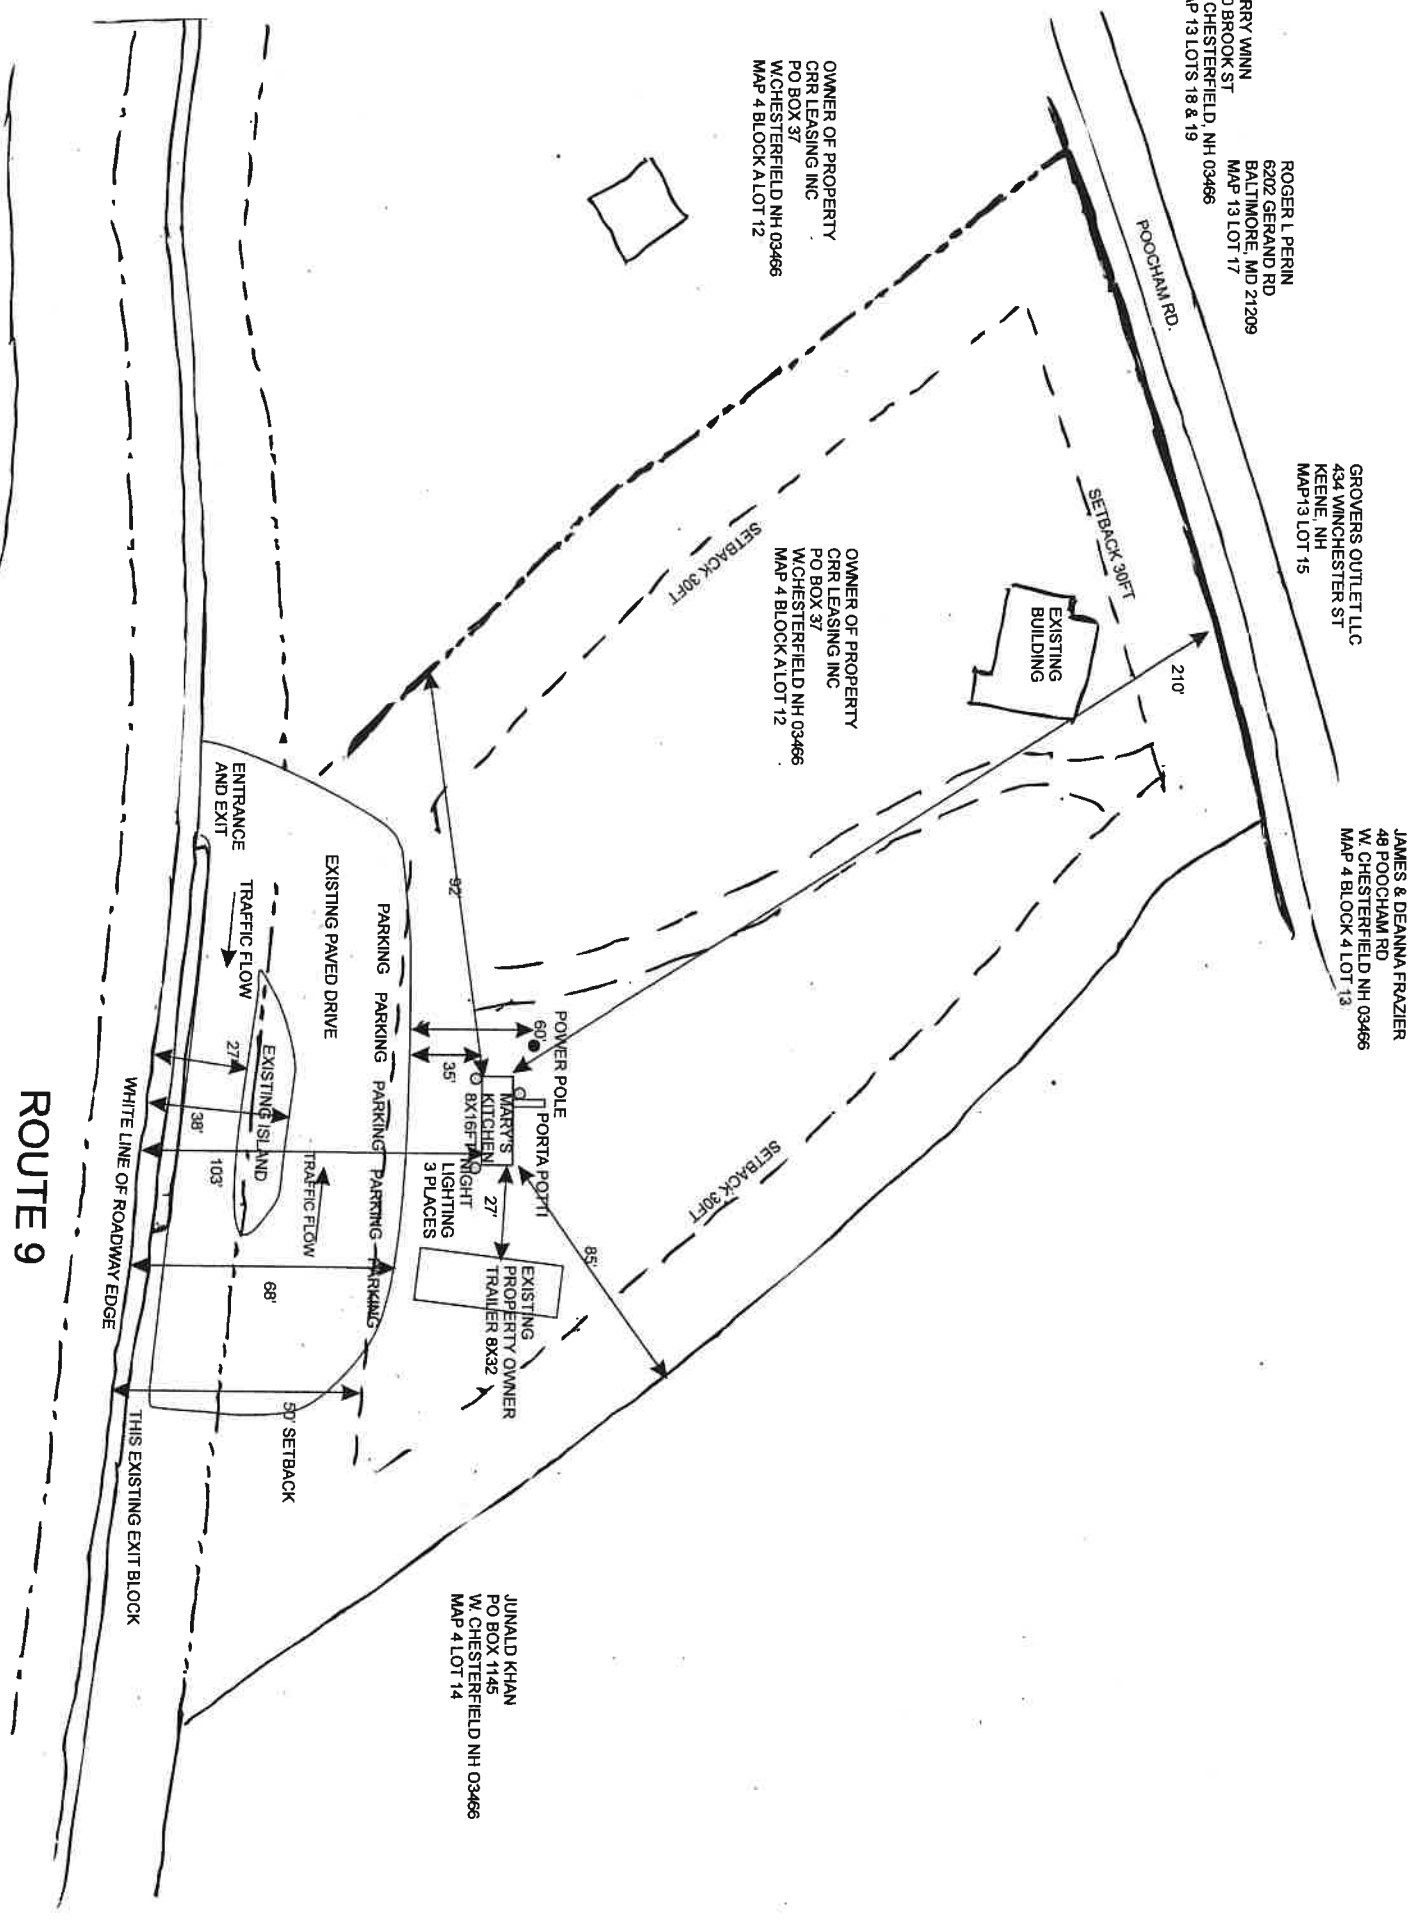 RRY WINN
BROOK ST
CHESTERFIELD, NH 03466
AP 13 LOTS 18 & 19
ROGER L PERIN
6202 GERAND RD
BALTIMORE, MD 21209
MAP 13 LOT 17
GROVERS OUTLET LLC
434 WINCHESTER ST
KEENE, NH
MAP13 LOT 15
JAMES & DEANNA FRAZIER
48 POOCHAM RD
W. CHESTERFIELD NH 03466
MAP 4 BLOCK 4 LOT 13
POOCHAM RD.
OWNER OF PROPERTY
CRR LEASING INC
PO BOX 37
W.CHESTERFIELD NH 03466
MAP 4 BLOCK A LOT 12
SETBACK 30FT
210'
EXISTING
BUILDING
OWNER OF PROPERTY
CRR LEASING INC
PO BOX 37
W.CHESTERFIELD NH 03466
MAP 4 BLOCK A LOT 12
SETBACK 30FT
SETBACK 30FT
92'
POWER POLE
60'
35'
PORTA POTTI
MARY'S
KITCHEN
8X16FT
NIGHT
LIGHTING
3 PLACES
27'
85'
EXISTING
PROPERTY OWNER
TRAILER 8X32
PARKING PARKING PARKING PARKING PARKING
EXISTING PAVED DRIVE
ENTRANCE
AND EXIT
TRAFFIC FLOW
EXISTING ISLAND
TRAFFIC FLOW
27'
38'
103'
68'
50' SETBACK
WHITE LINE OF ROADWAY EDGE
THIS EXISTING EXIT BLOCK
JUNALD KHAN
PO BOX 1145
W. CHESTERFIELD NH 03466
MAP 4 LOT 14
ROUTE 9